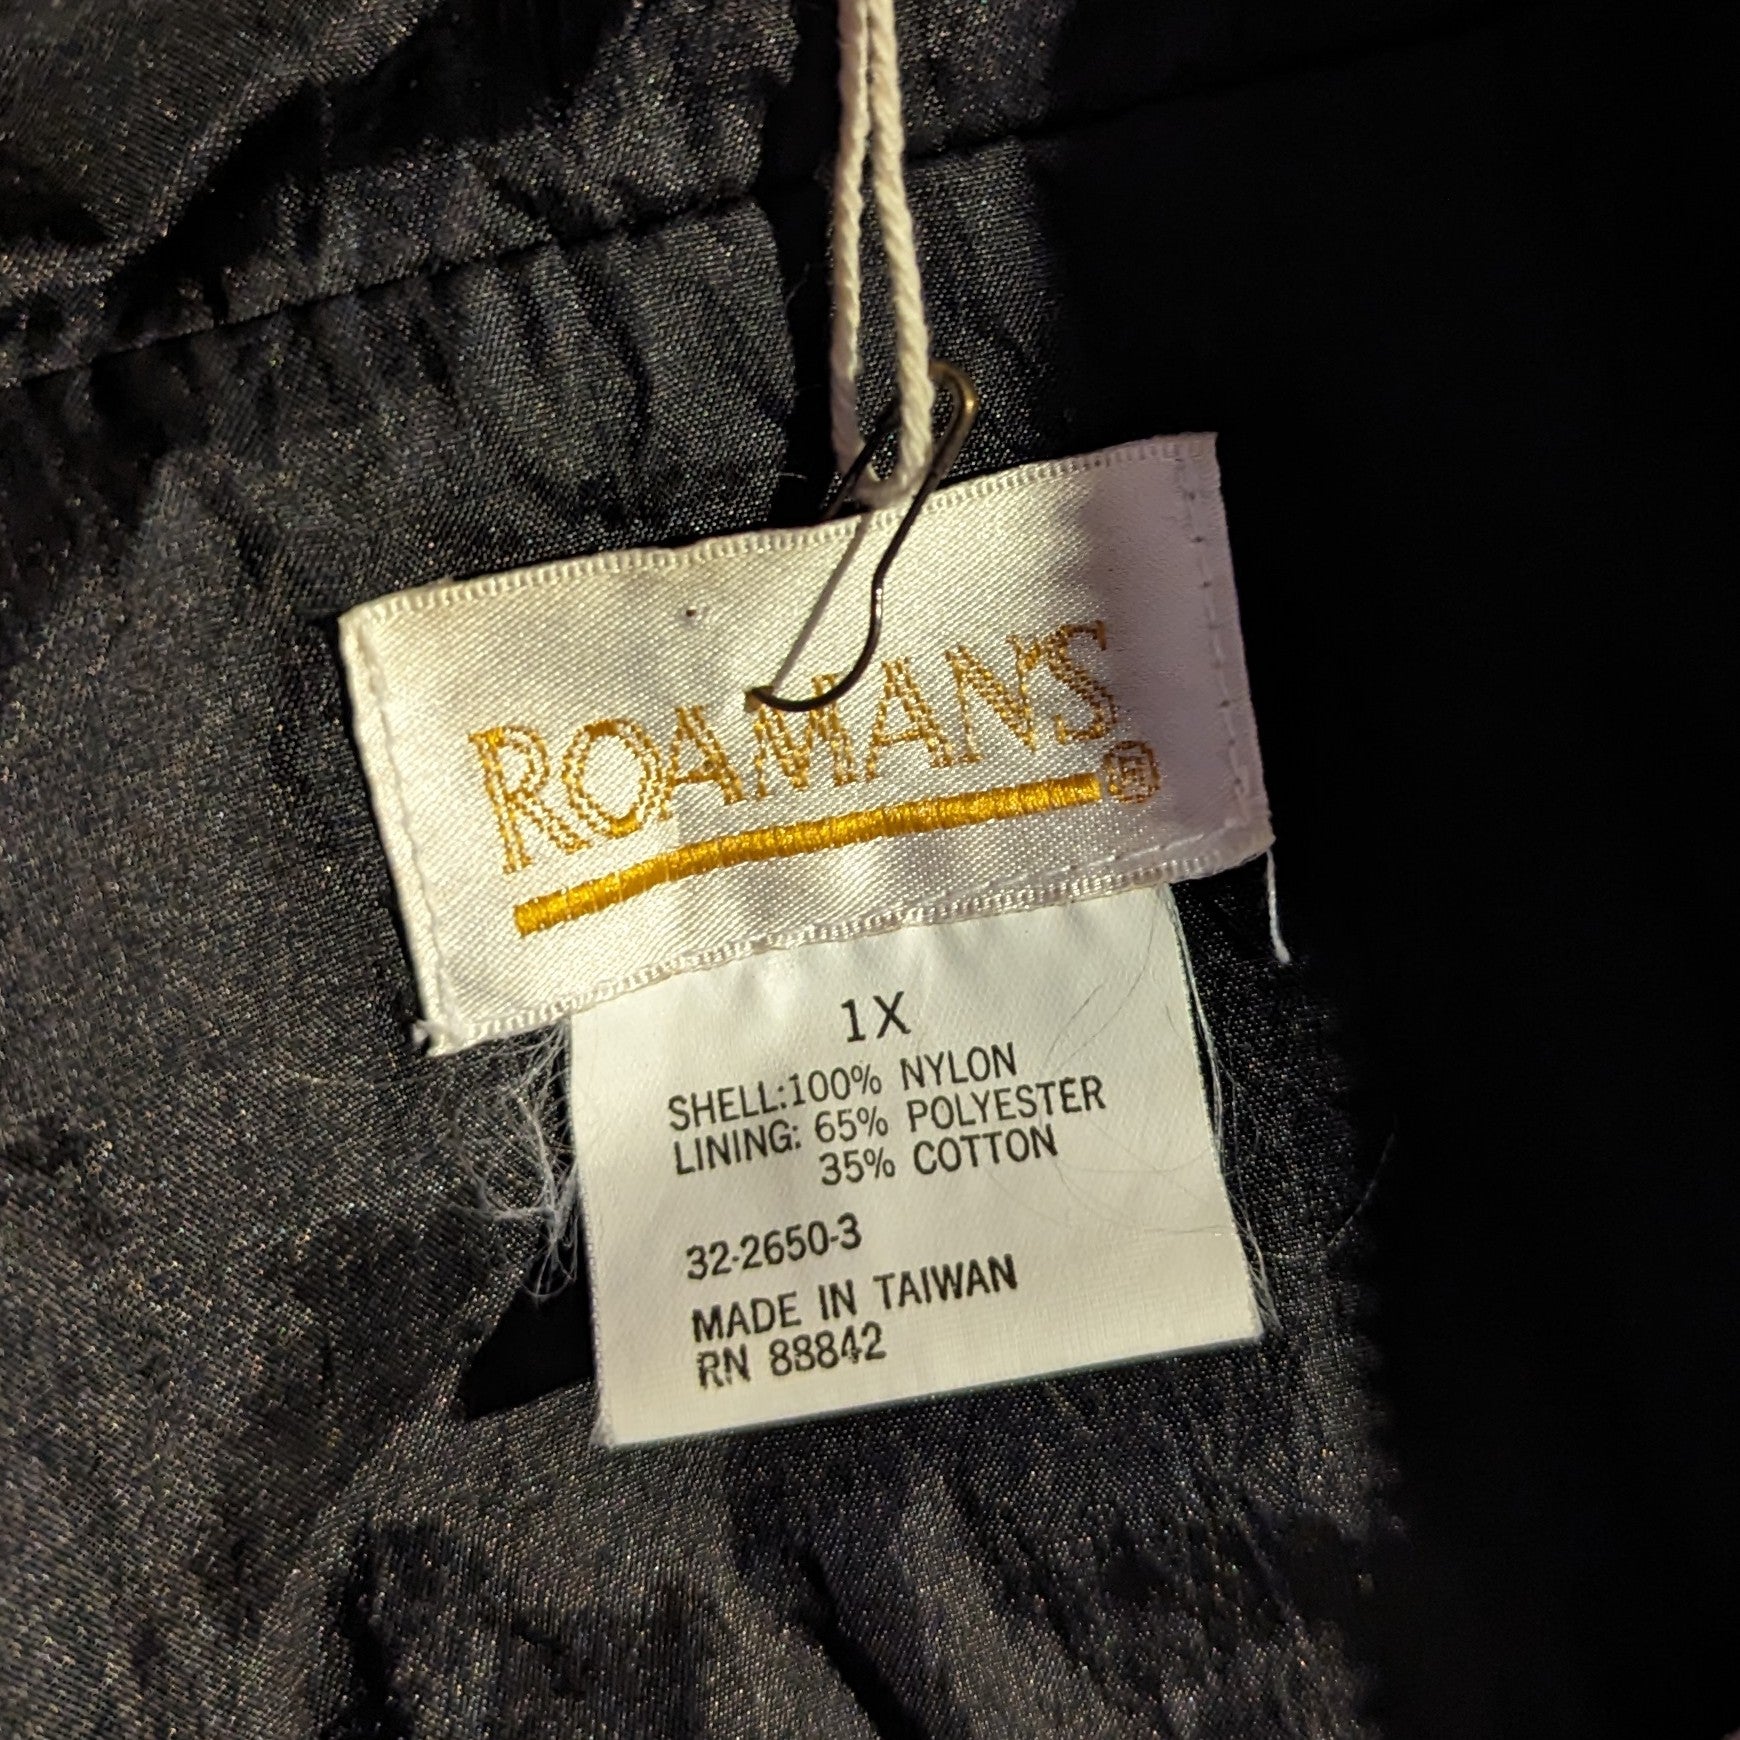 ROAMAN'S®
1X
SHELL:100% NYLON
LINING: 65% POLYESTER
35% COTTON
32-2650-3
MADE IN TAIWAN
RN 88842